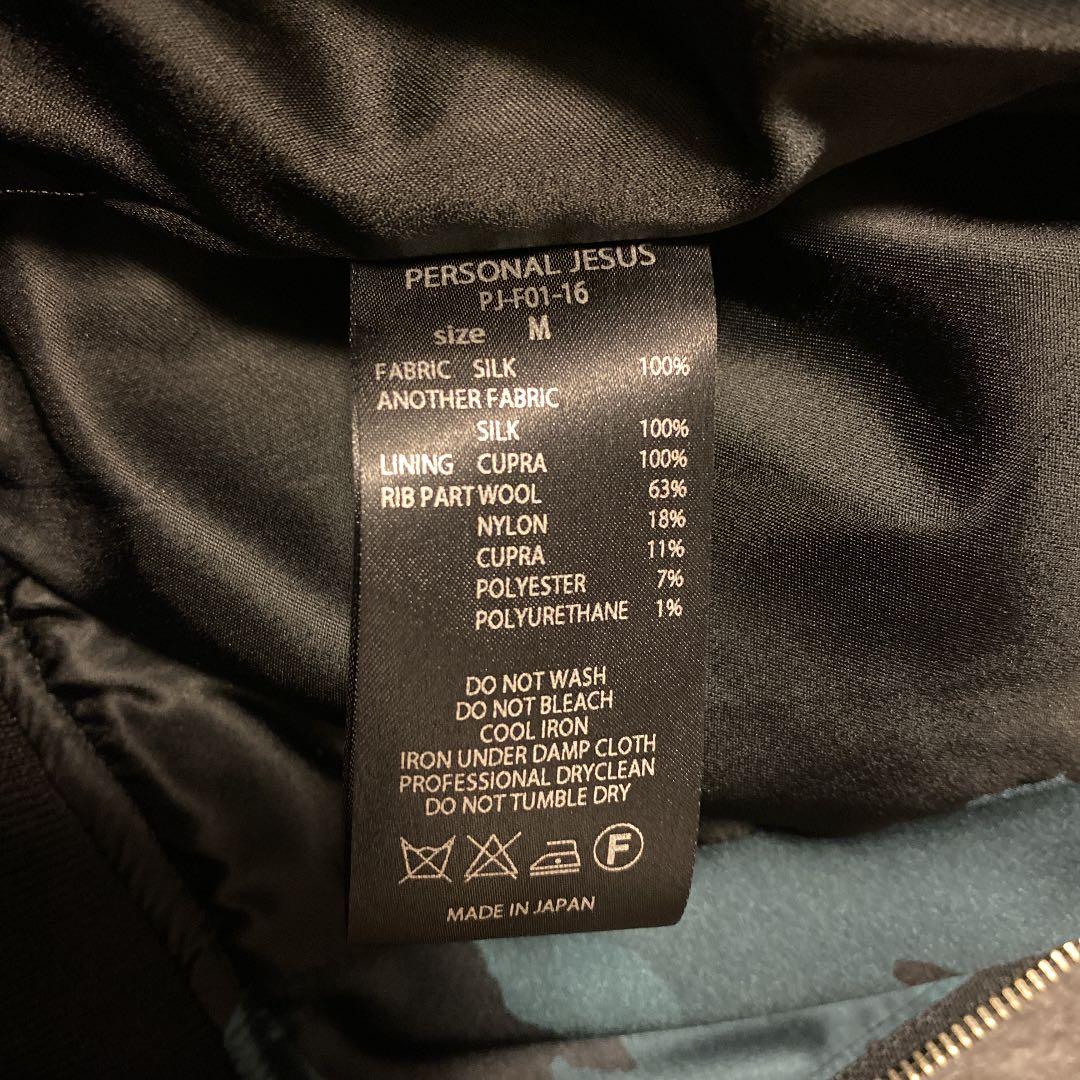 PERSONAL JESUS
PJ-F01-16
size M
FABRIC SILK 100%
ANOTHER FABRIC
SILK 100%
LINING CUPRA 100%
RIB PART WOOL 63%
NYLON 18%
CUPRA 11%
POLYESTER 7%
POLYURETHANE 1%
DO NOT WASH
DO NOT BLEACH
COOL IRON
IRON UNDER DAMP CLOTH
PROFESSIONAL DRYCLEAN
DO NOT TUMBLE DRY
F
MADE IN JAPAN